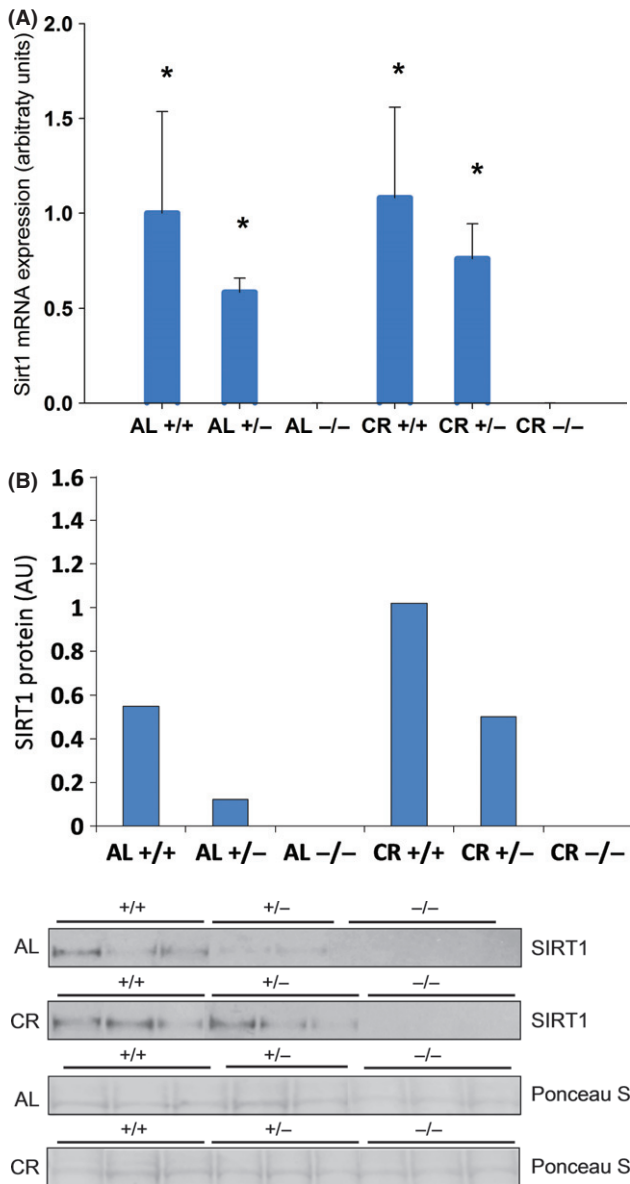 (A)
Sirt1 mRNA expression (arbitraty units)
2.0
1.5
1.0
0.5
0.0
* * * *
AL +/+ AL +/– AL –/– CR +/+ CR +/– CR –/–
(B)
SIRT1 protein (AU)
1.6
1.4
1.2
1
0.8
0.6
0.4
0.2
0
AL +/+ AL +/– AL –/– CR +/+ CR +/– CR –/–
+/+ +/– –/–
AL SIRT1
+/+ +/– –/–
CR SIRT1
+/+ +/– –/–
AL Ponceau S
+/+ +/– –/–
CR Ponceau S